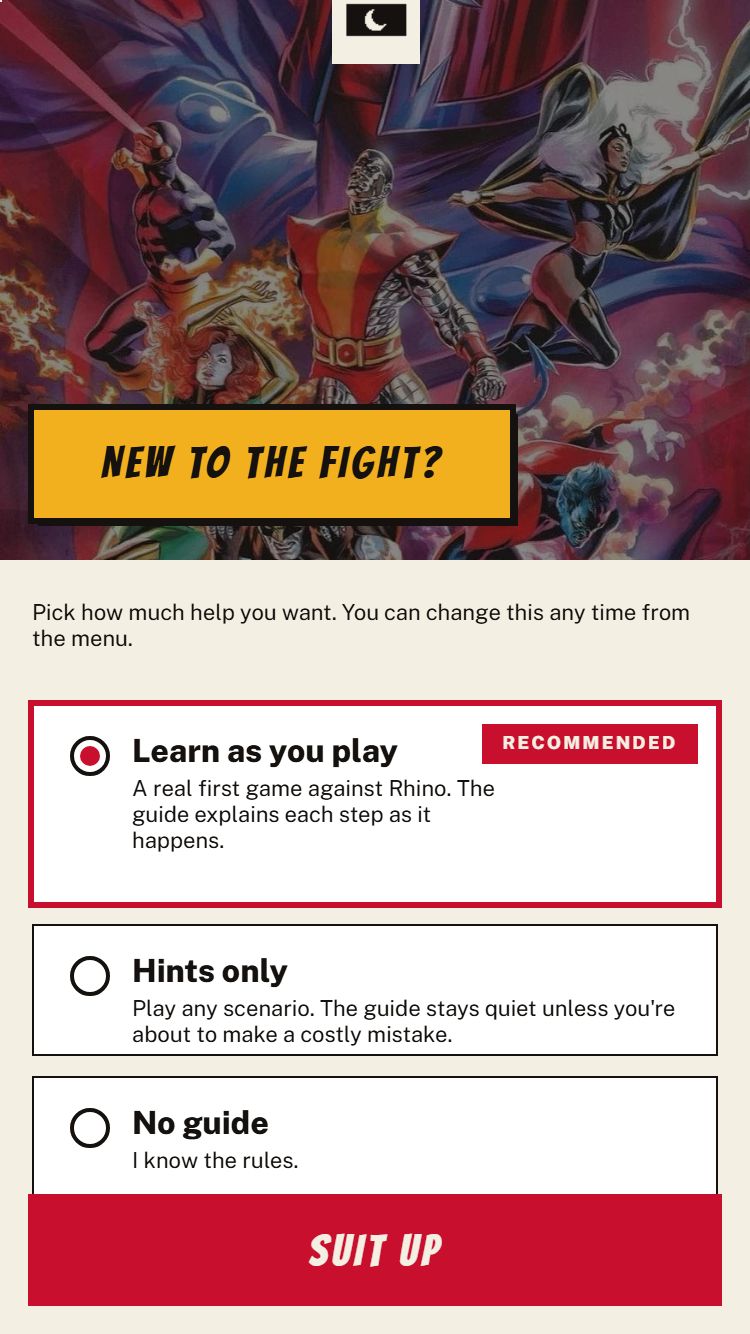 NEW TO THE FIGHT?
Pick how much help you want. You can change this any time from
the menu.
Learn as you play
RECOMMENDED
A real first game against Rhino. The
guide explains each step as it
happens.
Hints only
Play any scenario. The guide stays quiet unless you're
about to make a costly mistake.
No guide
I know the rules.
SUIT UP